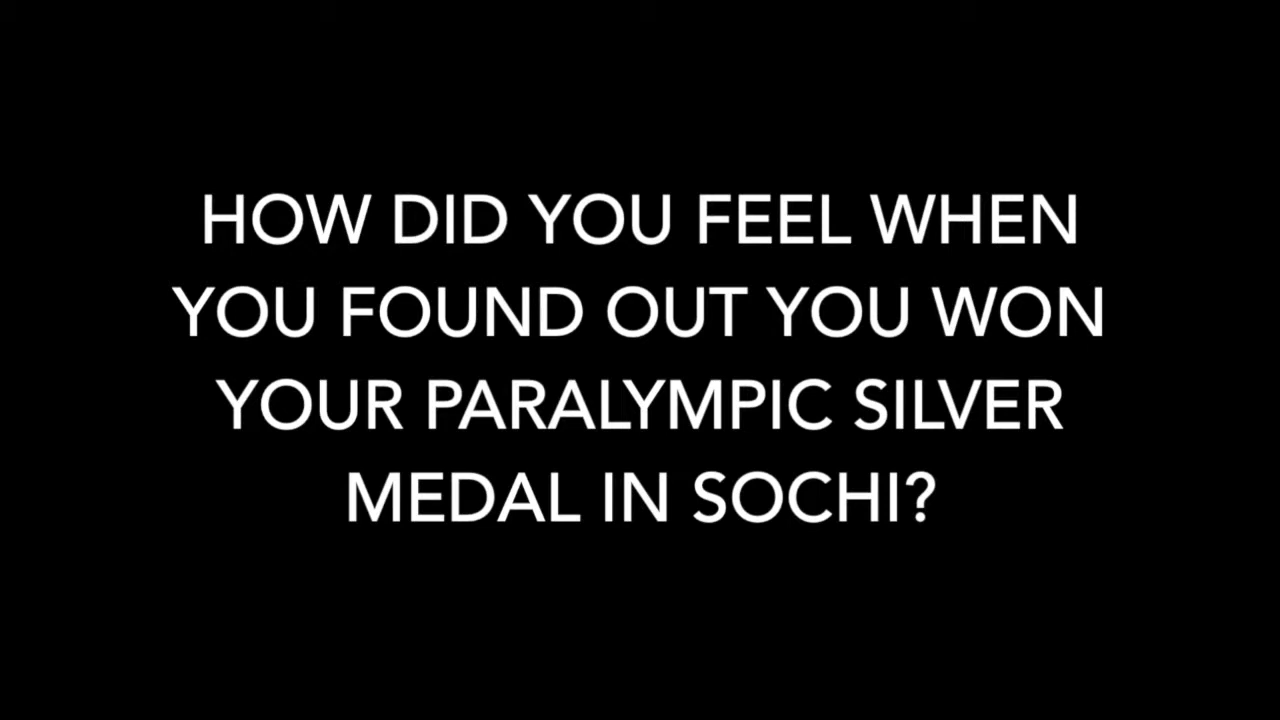 HOW DID YOU FEEL WHEN
YOU FOUND OUT YOU WON
YOUR PARALYMPIC SILVER
MEDAL IN SOCHI?